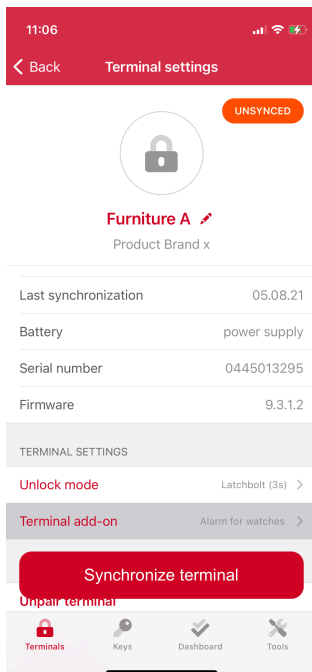 11:06
Back
Terminal settings
UNSYNCED
Furniture A
Product Brand x
Last synchronization 05.08.21
Battery power supply
Serial number 0445013295
Firmware 9.3.1.2
TERMINAL SETTINGS
Unlock mode Latchbolt (3s)
Terminal add-on Alarm for watches
Synchronize terminal
Unpair terminal
Terminals Keys Dashboard Tools